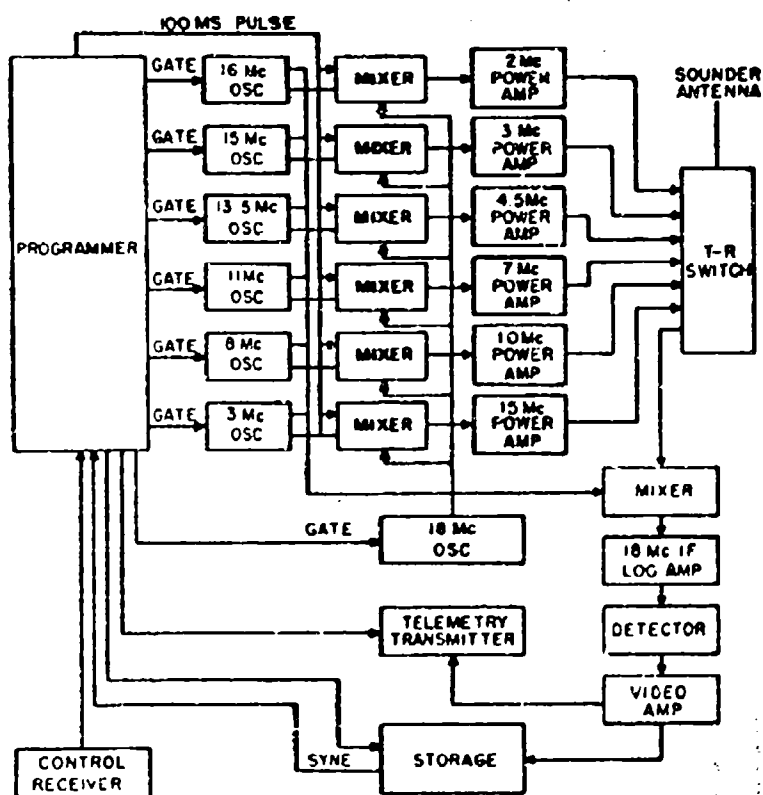 100 MS PULSE
PROGRAMMER
GATE
16 Mc
OSC
MIXER
2 Mc
POWER
AMP
SOUNDER
ANTENNA
GATE
15 Mc
OSC
MIXER
3 Mc
POWER
AMP
GATE
13.5 Mc
OSC
MIXER
4.5 Mc
POWER
AMP
T-R
SWITCH
GATE
11 Mc
OSC
MIXER
7 Mc
POWER
AMP
GATE
8 Mc
OSC
MIXER
10 Mc
POWER
AMP
GATE
3 Mc
OSC
MIXER
15 Mc
POWER
AMP
MIXER
GATE
18 Mc
OSC
18 Mc IF
LOG AMP
TELEMETRY
TRANSMITTER
DETECTOR
VIDEO
AMP
CONTROL
RECEIVER
SYNE
STORAGE